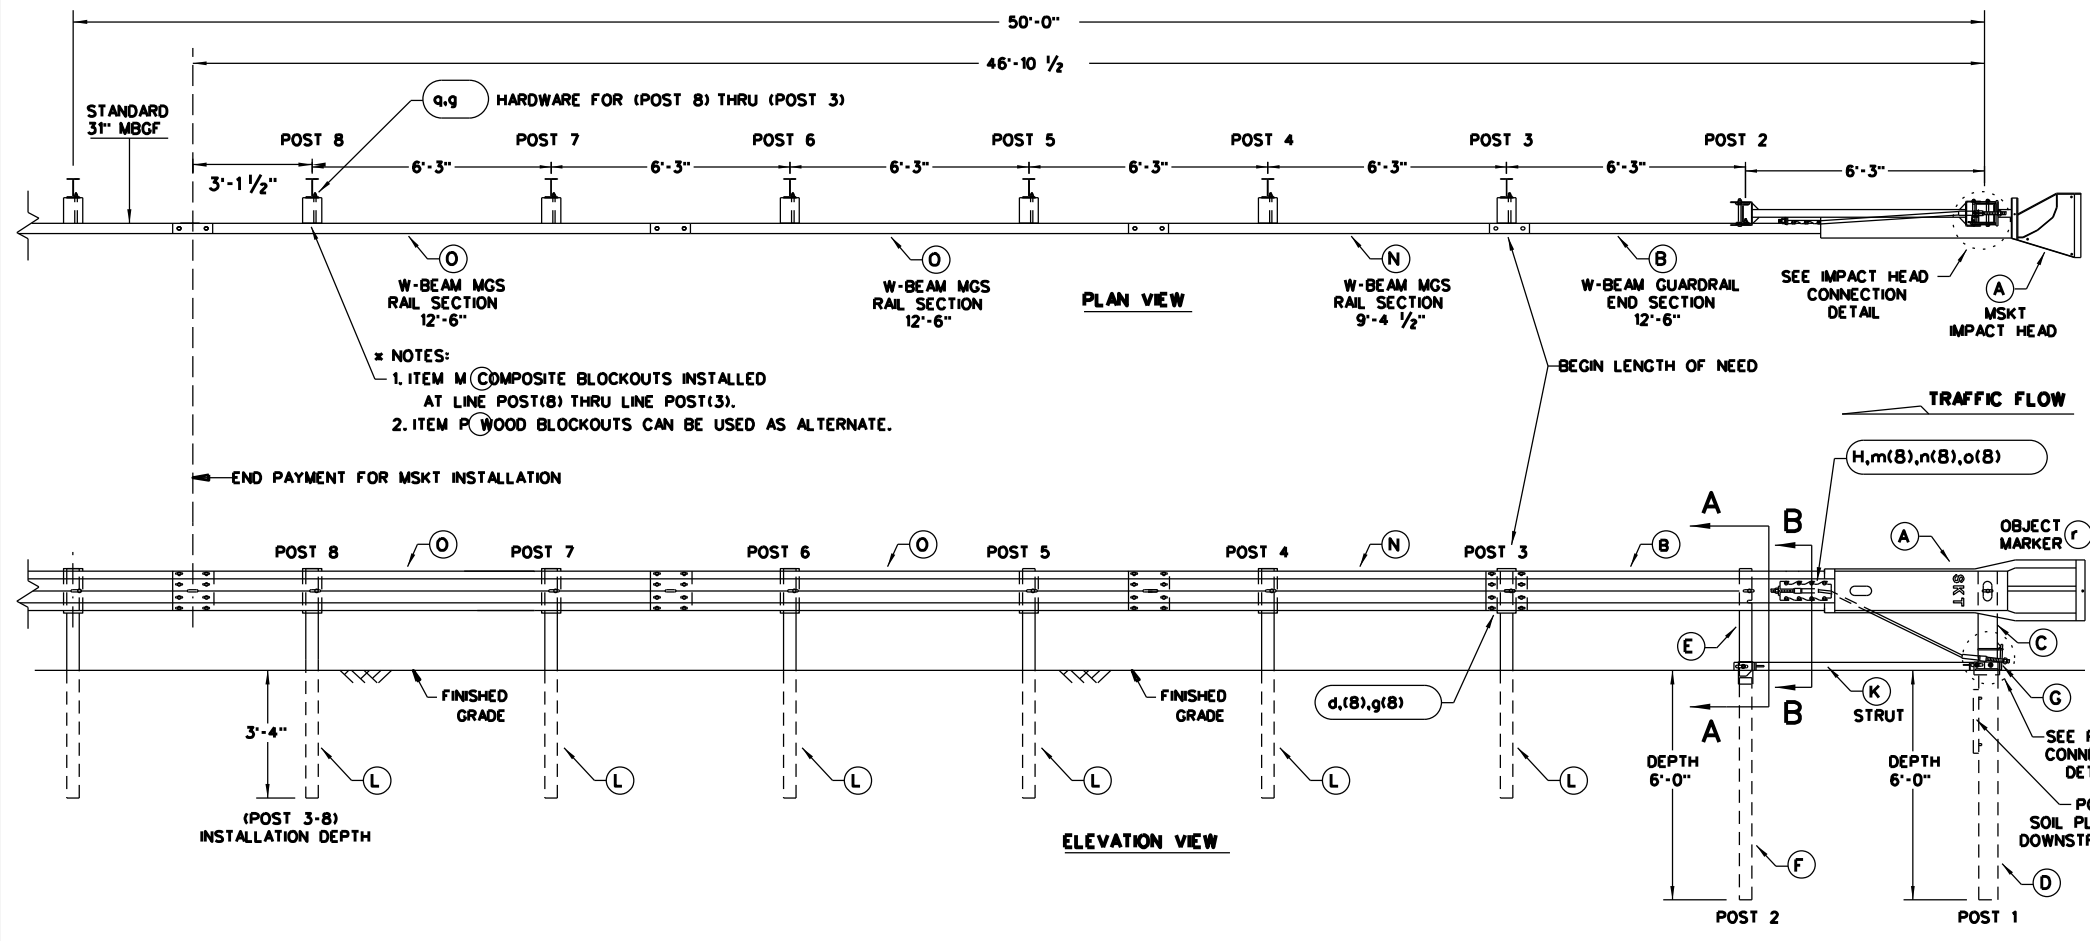 50'-0"
46'-10 1/2
q,g HARDWARE FOR (POST 8) THRU (POST 3)
STANDARD
31" MBGF
POST 8
POST 7
POST 6
POST 5
POST 4
POST 3
POST 2
3'-1 1/2"
6'-3"
6'-3"
6'-3"
6'-3"
6'-3"
6'-3"
6'-3"
O
W-BEAM MGS
RAIL SECTION
12'-6"
O
W-BEAM MGS
RAIL SECTION
12'-6"
PLAN VIEW
N
W-BEAM MGS
RAIL SECTION
9'-4 1/2"
B
W-BEAM GUARDRAIL
END SECTION
12'-6"
SEE IMPACT HEAD
CONNECTION
DETAIL
A
MSKT
IMPACT HEAD
* NOTES:
1. ITEM M COMPOSITE BLOCKOUTS INSTALLED
AT LINE POST(8) THRU LINE POST(3).
2. ITEM P WOOD BLOCKOUTS CAN BE USED AS ALTERNATE.
BEGIN LENGTH OF NEED
TRAFFIC FLOW
END PAYMENT FOR MSKT INSTALLATION
H,m(8),n(8),o(8)
A
B
A
OBJECT
MARKER r
POST 8
O
POST 7
POST 6
O
POST 5
POST 4
N
POST 3
B
SKT
E
C
FINISHED
GRADE
FINISHED
GRADE
d,(8),g(8)
K
STRUT
G
A
B
3'-4"
L
L
L
L
L
L
DEPTH
6'-0"
DEPTH
6'-0"
SEE
CONNE
DET
SOIL PL
DOWNSTR
(POST 3-8)
INSTALLATION DEPTH
ELEVATION VIEW
F
D
POST 2
POST 1